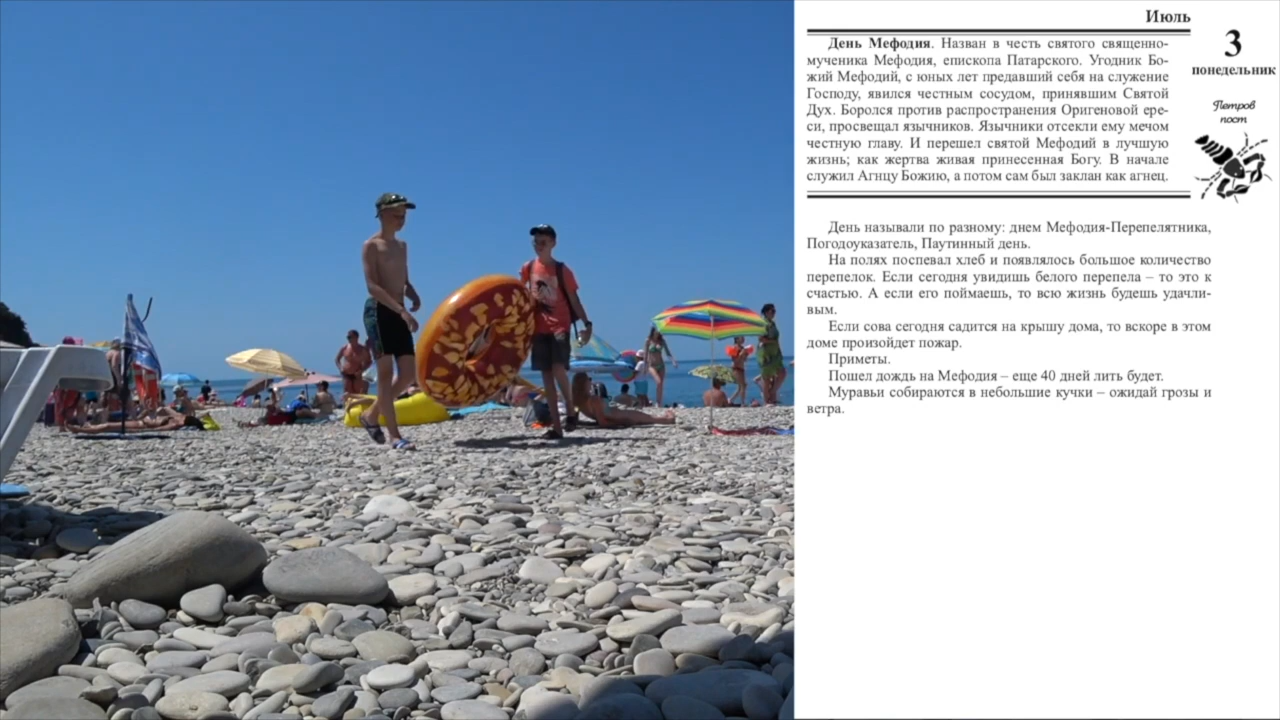 Июль
3
понедельник
Петров
пост
День Мефодия. Назван в честь святого священно-
мученика Мефодия, епископа Патарского. Угодник Бо-
жий Мефодий, с юных лет предавший себя на служение
Господу, явился честным сосудом, принявшим Святой
Дух. Боролся против распространения Оригеновой ере-
си, просвещал язычников. Язычники отсекли ему мечом
честную главу. И перешел святой Мефодий в лучшую
жизнь; как жертва живая принесенная Богу. В начале
служил Агнцу Божию, а потом сам был заклан как агнец.
День называли по разному: днем Мефодия-Перепелятника,
Погодоуказатель, Паутинный день.
На полях поспевал хлеб и появлялось большое количество
перепелок. Если сегодня увидишь белого перепела – то это к
счастью. А если его поймаешь, то всю жизнь будешь удачли-
вым.
Если сова сегодня садится на крышу дома, то вскоре в этом
доме произойдет пожар.
Приметы.
Пошел дождь на Мефодия – еще 40 дней лить будет.
Муравьи собираются в небольшие кучки – ожидай грозы и
ветра.